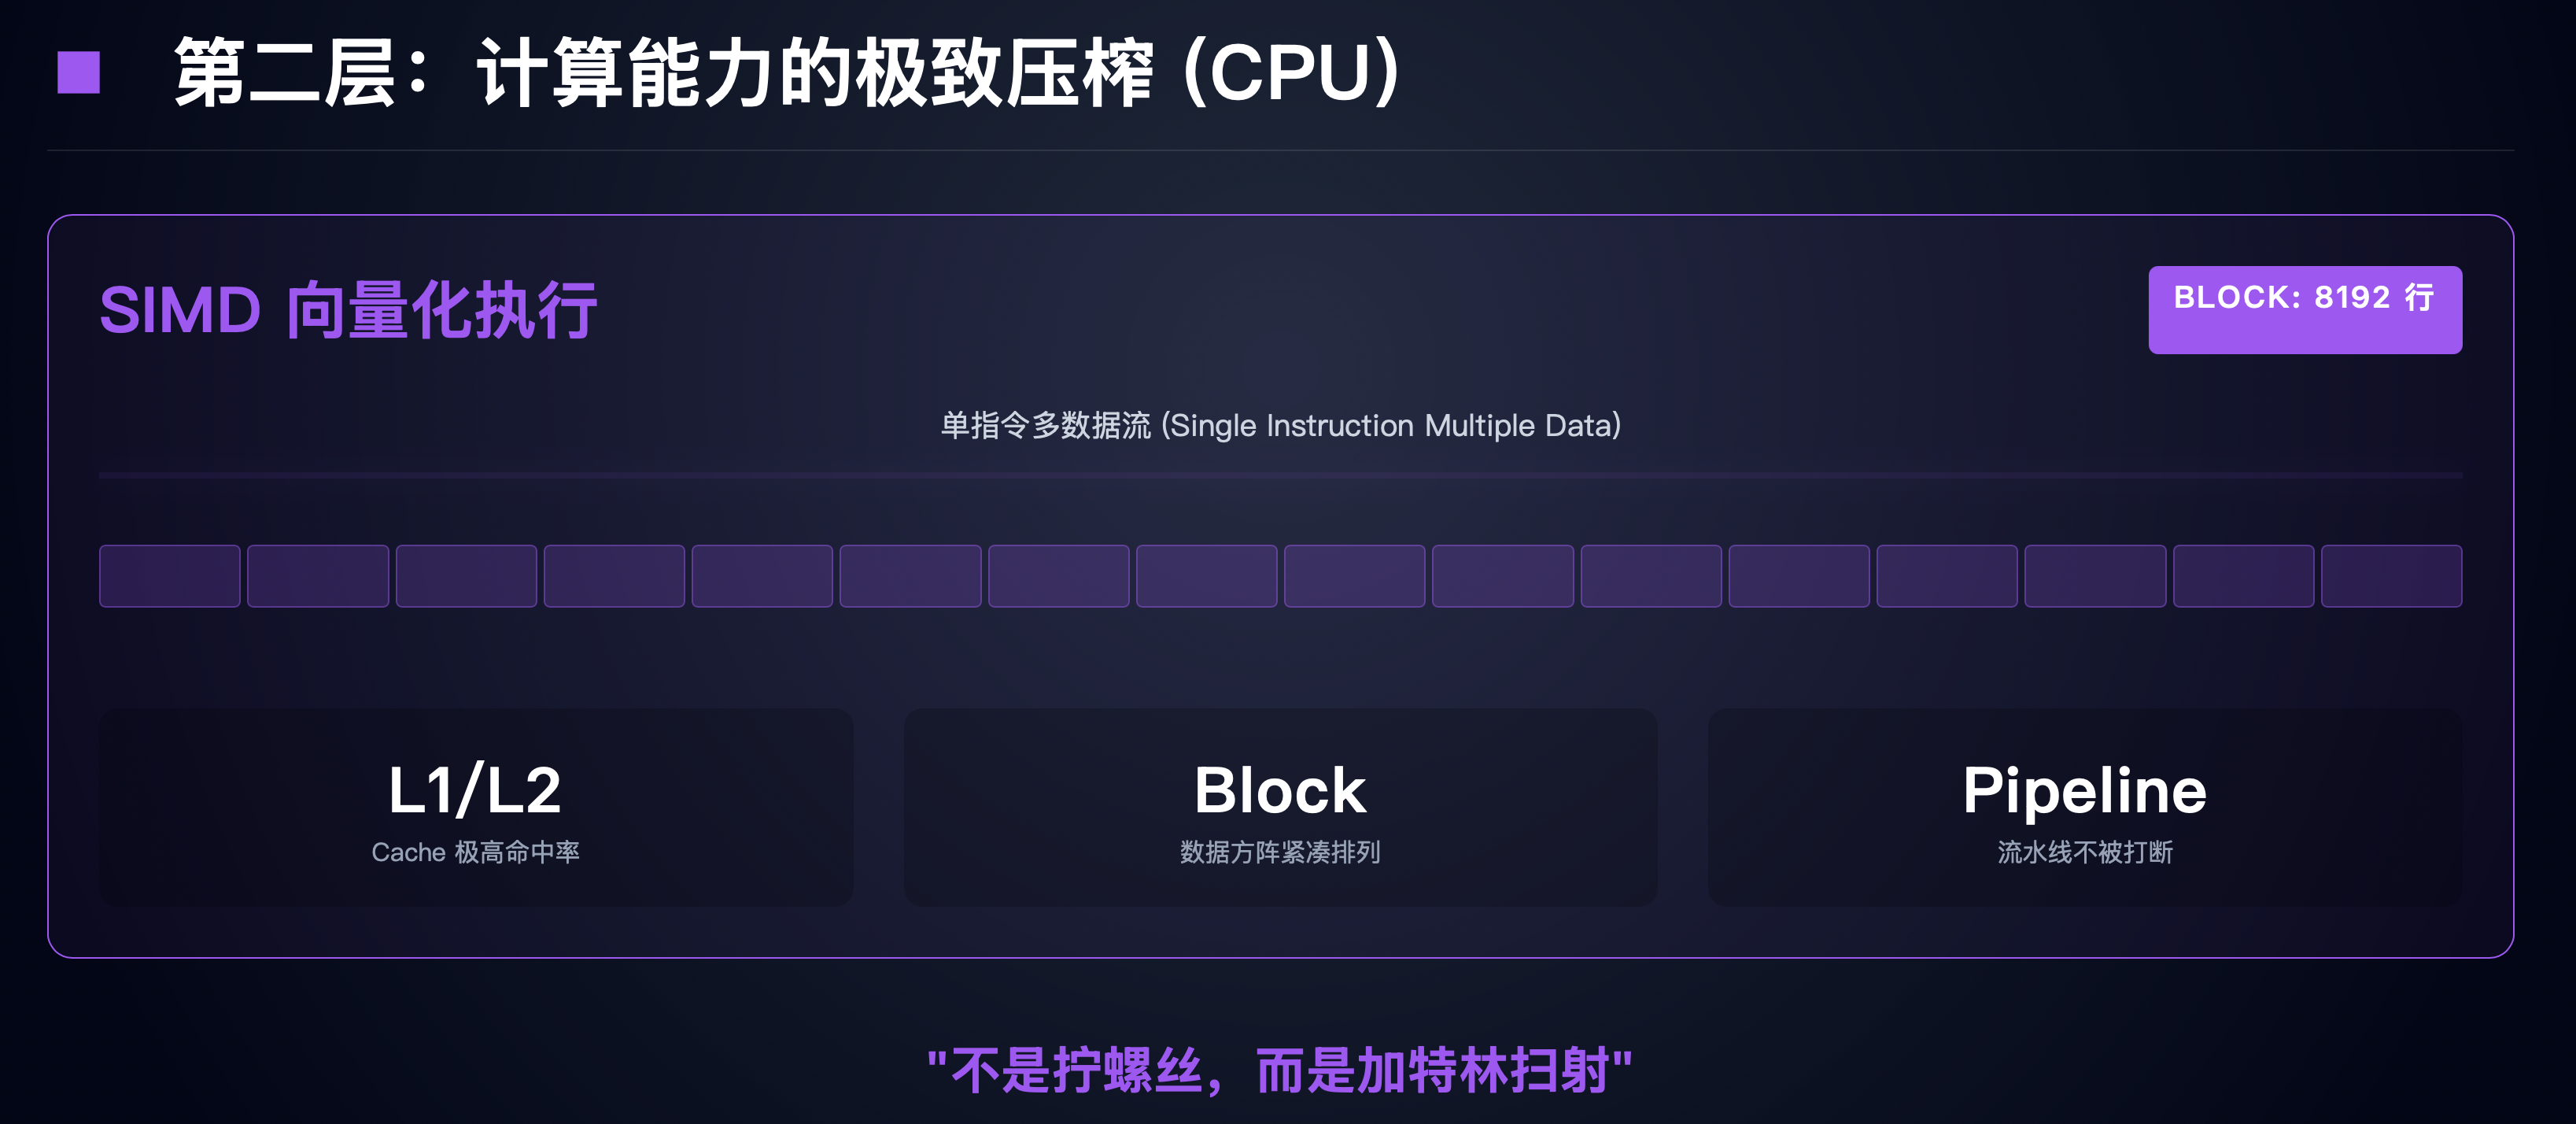 第二层：计算能力的极致压榨 (CPU)
SIMD 向量化执行
BLOCK: 8192 行
单指令多数据流 (Single Instruction Multiple Data)
L1/L2
Cache 极高命中率
Block
数据方阵紧凑排列
Pipeline
流水线不被打断
"不是拧螺丝，而是加特林扫射"